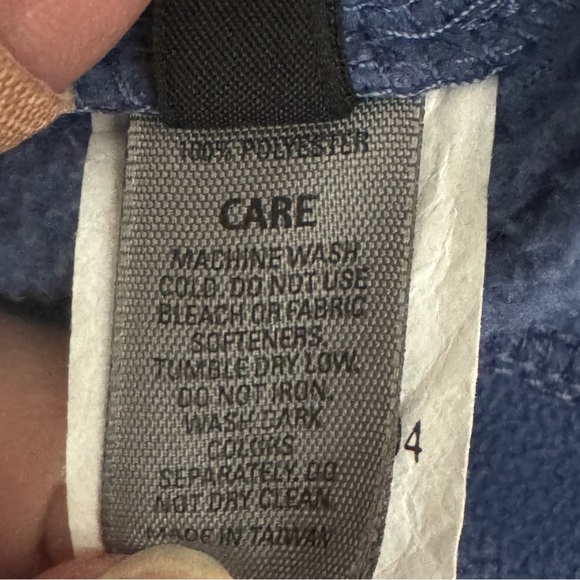 100% POLYESTER
CARE
MACHINE WASH
COLD. DO NOT USE
BLEACH OR FABRIC
SOFTENERS.
TUMBLE DRY LOW.
DO NOT IRON.
WASH DARK
COLORS
SEPARATELY. DO
NOT DRY CLEAN.
MADE IN TAIWAN
04